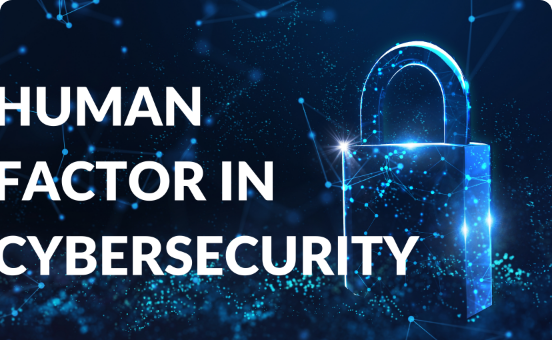 HUMAN
FACTOR IN
CYBERSECURITY